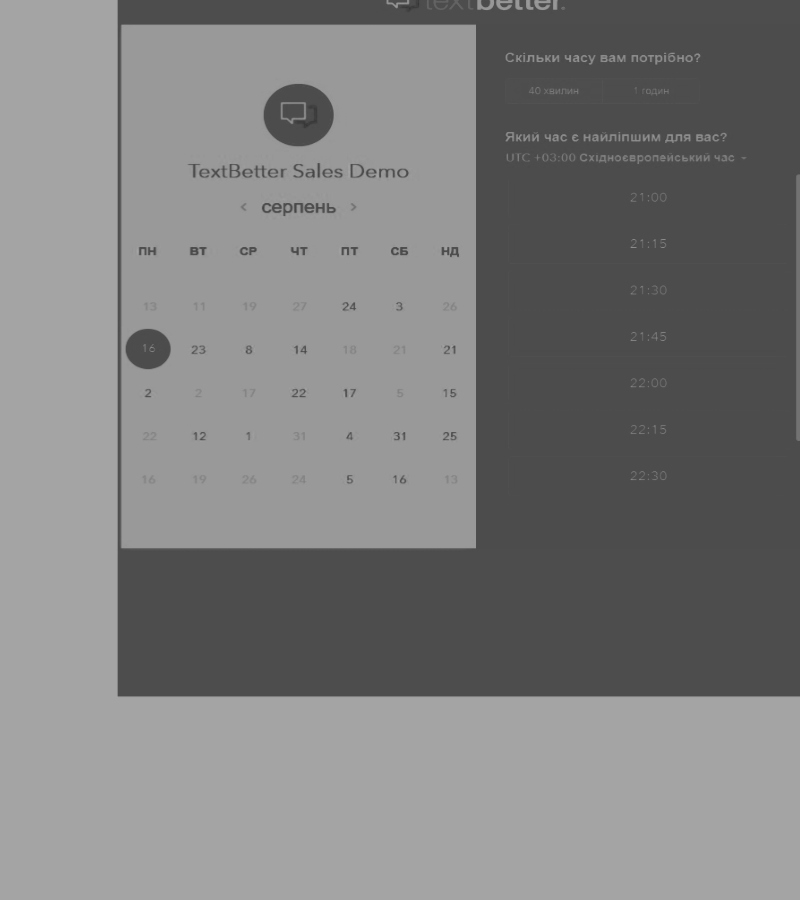 textbetter.
TextBetter Sales Demo
< серпень >
ПН ВТ СР ЧТ ПТ СБ НД
13 11 19 27 24 3 26
16 23 8 14 18 21 21
2 2 17 22 17 5 15
22 12 1 31 4 31 25
16 19 26 24 5 16 13
Скільки часу вам потрібно?
40 хвилин 1 годин
Який час є найліпшим для вас?
UTC +03:00 Східноєвропейський час
21:00
21:15
21:30
21:45
22:00
22:15
22:30